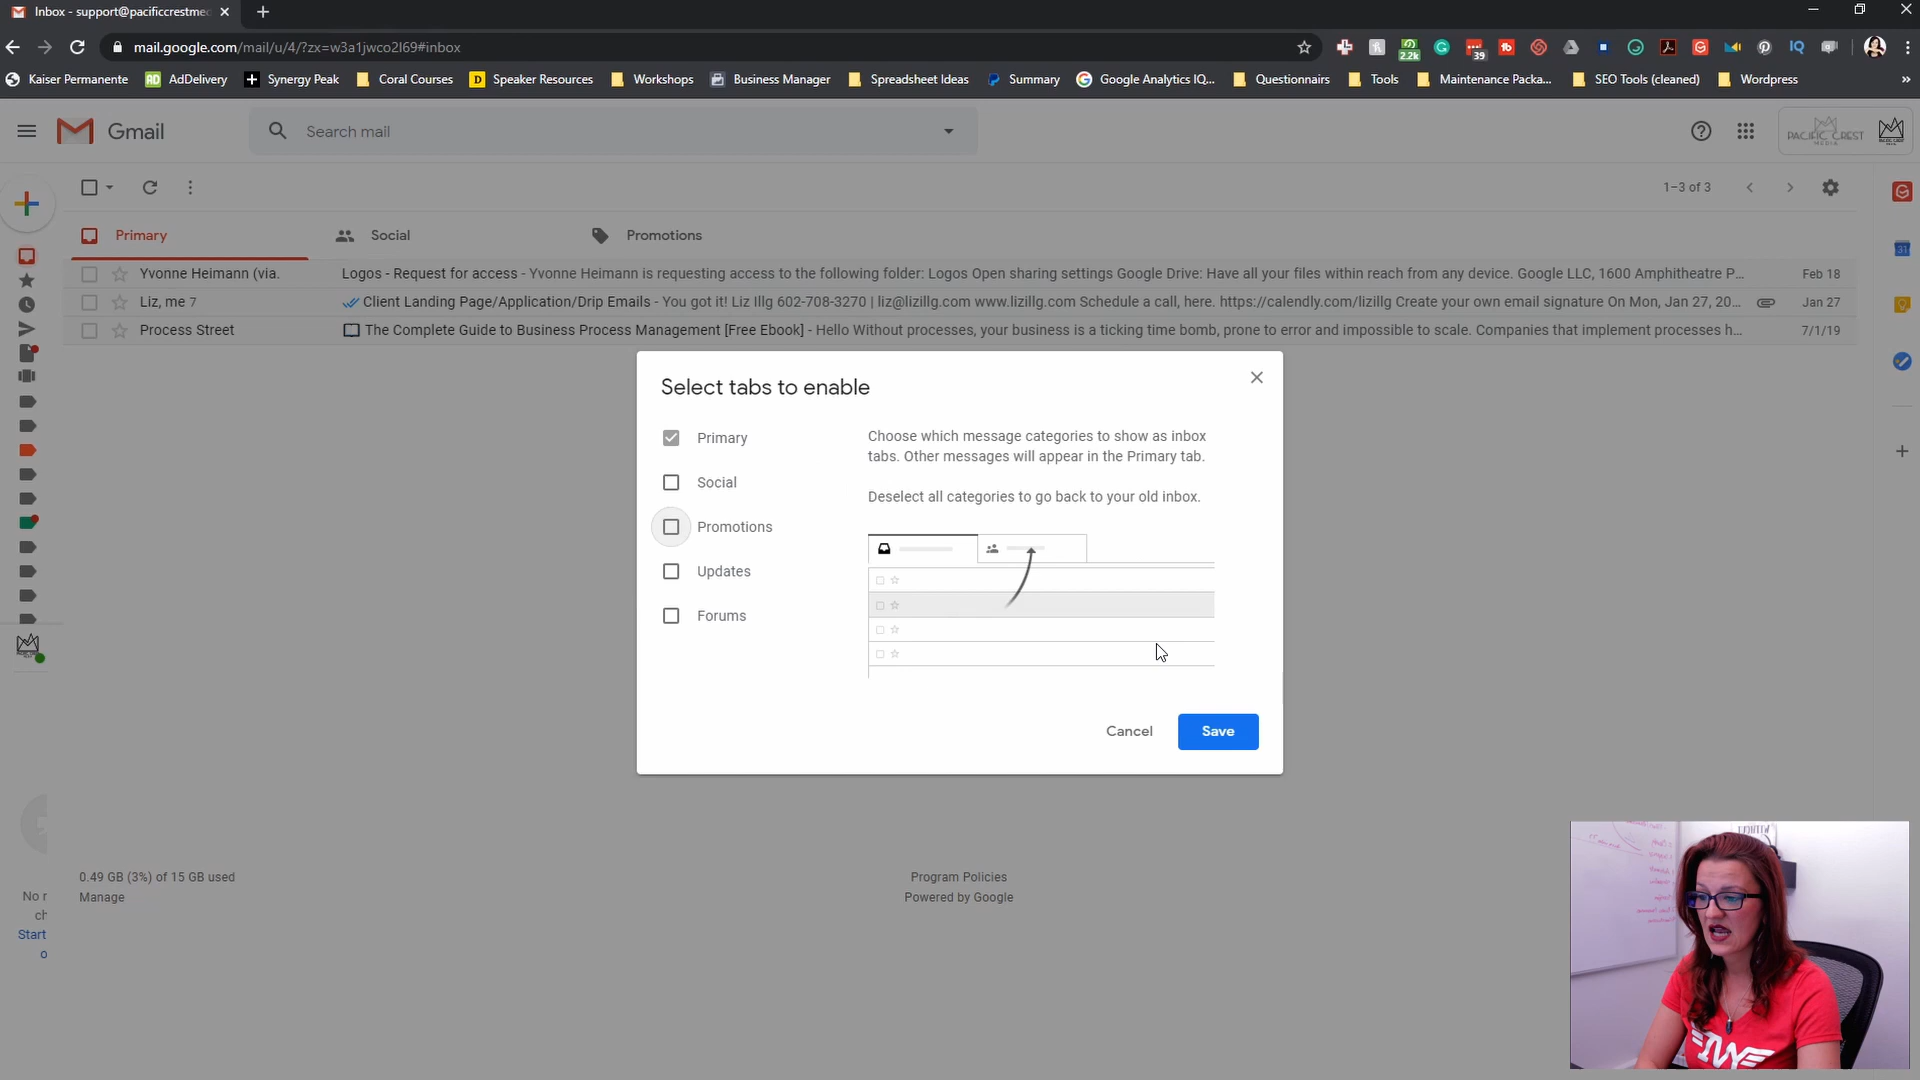 Inbox - support@pacificcrestmed
mail.google.com/mail/u/4/?zx=w3a1jwco2l69#inbox
2.2k
39
Kaiser Permanente
AD
AdDelivery
Synergy Peak
Coral Courses
D
Speaker Resources
Workshops
Business Manager
Spreadsheet Ideas
Summary
Google Analytics IQ...
Questionnairs
Tools
Maintenance Packa...
SEO Tools (cleaned)
Wordpress
Gmail
Search mail
PACIFIC CREST
MEDIA
1–3 of 3
31
Primary
Social
Promotions
Yvonne Heimann (via.
Logos - Request for access - Yvonne Heimann is requesting access to the following folder: Logos Open sharing settings Google Drive: Have all your files within reach from any device. Google LLC, 1600 Amphitheatre P...
Feb 18
Liz, me 7
Client Landing Page/Application/Drip Emails - You got it! Liz Illg 602-708-3270 | liz@lizillg.com www.lizillg.com Schedule a call, here. https://calendly.com/lizillg Create your own email signature On Mon, Jan 27, 20...
Jan 27
Process Street
The Complete Guide to Business Process Management [Free Ebook] - Hello Without processes, your business is a ticking time bomb, prone to error and impossible to scale. Companies that implement processes h...
7/1/19
Select tabs to enable
Primary
Social
Promotions
Updates
Forums
Choose which message categories to show as inbox
tabs. Other messages will appear in the Primary tab.
Deselect all categories to go back to your old inbox.
Cancel
Save
0.49 GB (3%) of 15 GB used
Manage
Program Policies
Powered by Google
No r
ch
Start
o